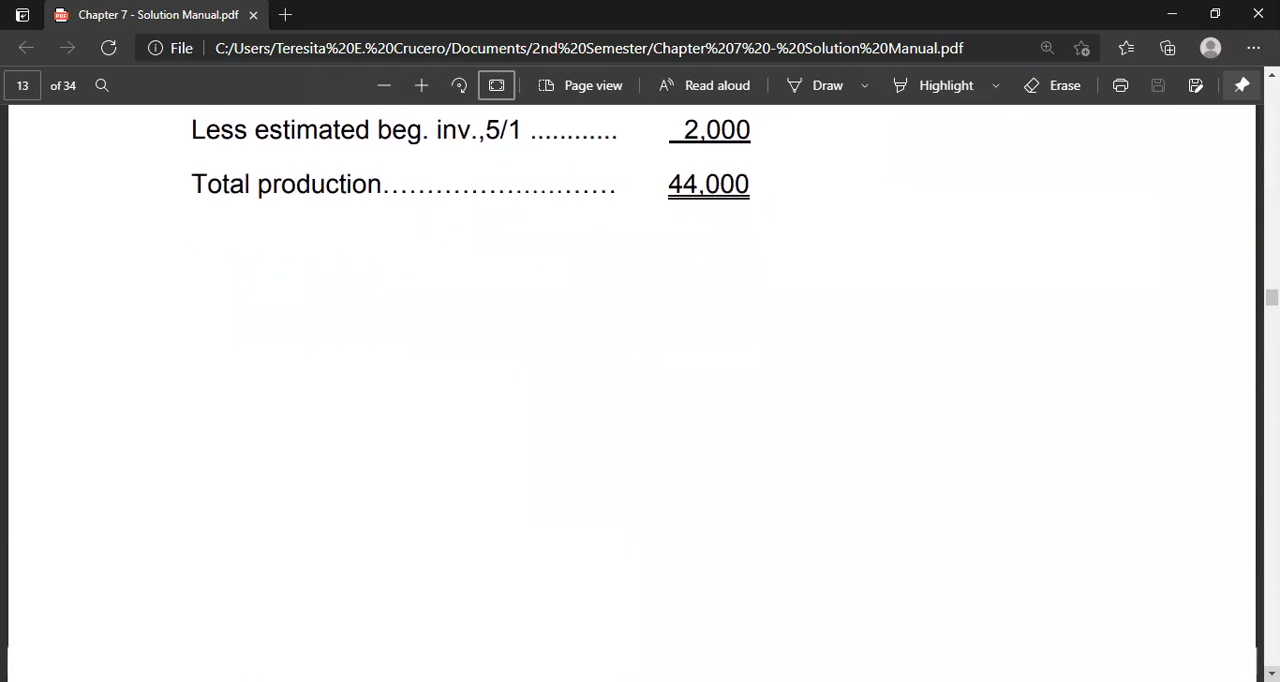 Chapter 7 - Solution Manual.pdf
File C:/Users/Teresita%20E.%20Crucero/Documents/2nd%20Semester/Chapter%207%20-%20Solution%20Manual.pdf
13 of 34 Page view Read aloud Draw Highlight Erase
Less estimated beg. inv.,5/1 ............ 2,000
Total production.......................... 44,000